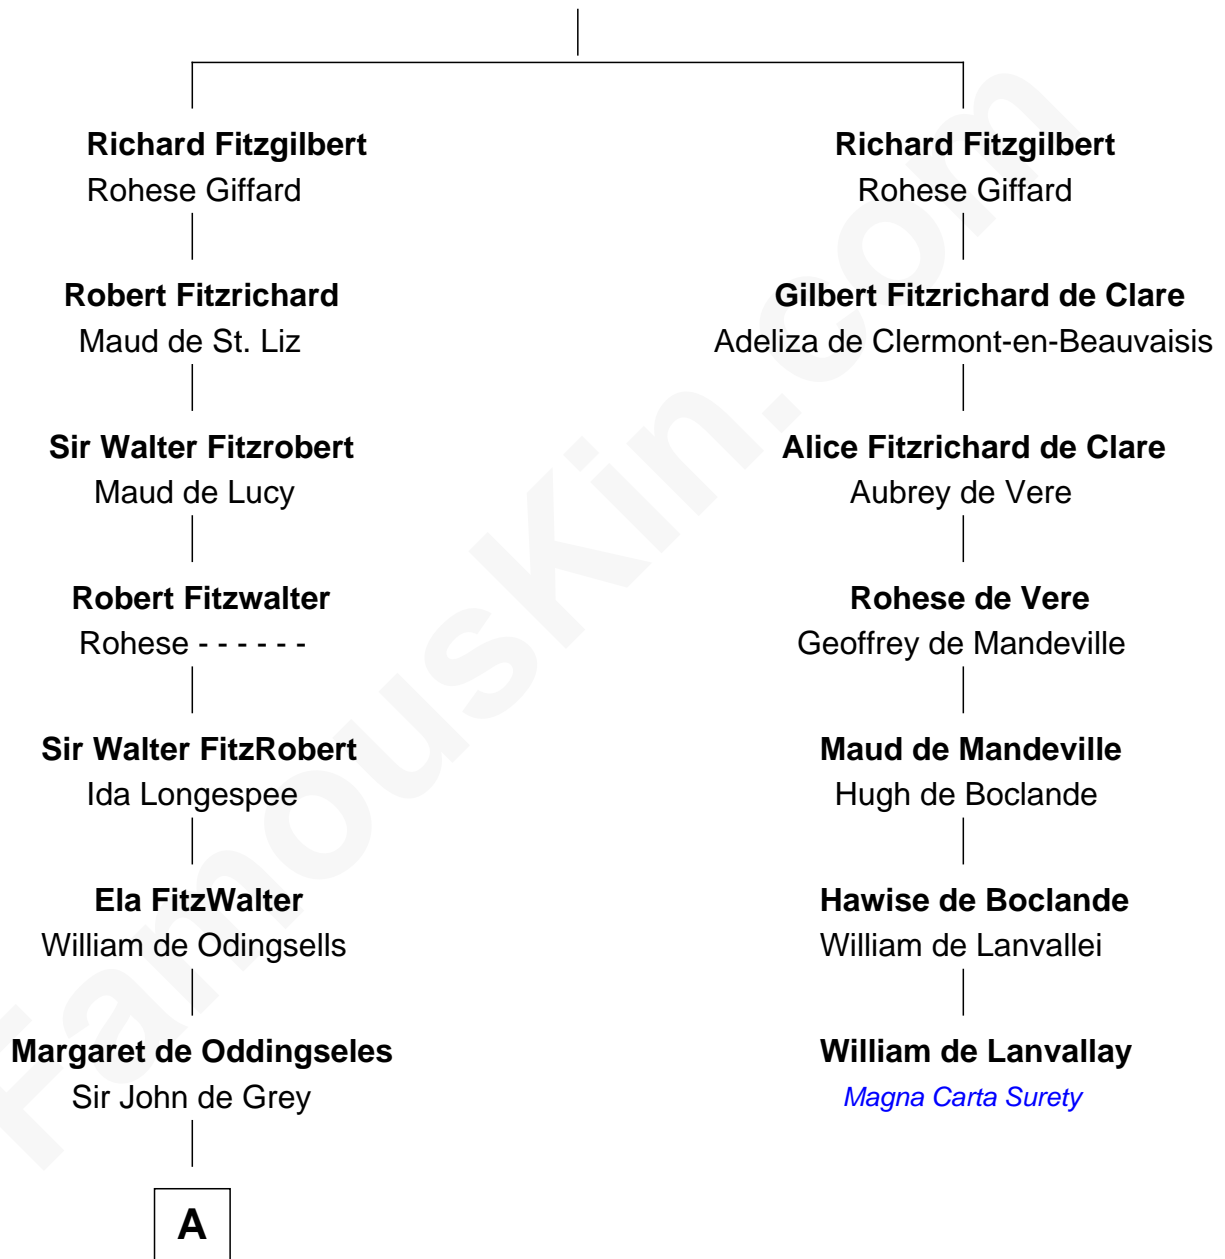 Richard Fitzgilbert
Rohese Giffard
Robert Fitzrichard
Maud de St. Liz
Sir Walter Fitzrobert
Maud de Lucy
Robert Fitzwalter
Rohese - - - - - -
Sir Walter FitzRobert
Ida Longespee
Ela FitzWalter
William de Odingsells
Margaret de Oddingseles
Sir John de Grey
A
Richard Fitzgilbert
Rohese Giffard
Gilbert Fitzrichard de Clare
Adeliza de Clermont-en-Beauvaisis
Alice Fitzrichard de Clare
Aubrey de Vere
Rohese de Vere
Geoffrey de Mandeville
Maud de Mandeville
Hugh de Boclande
Hawise de Boclande
William de Lanvallei
William de Lanvallay
Magna Carta Surety
FamousKin.com